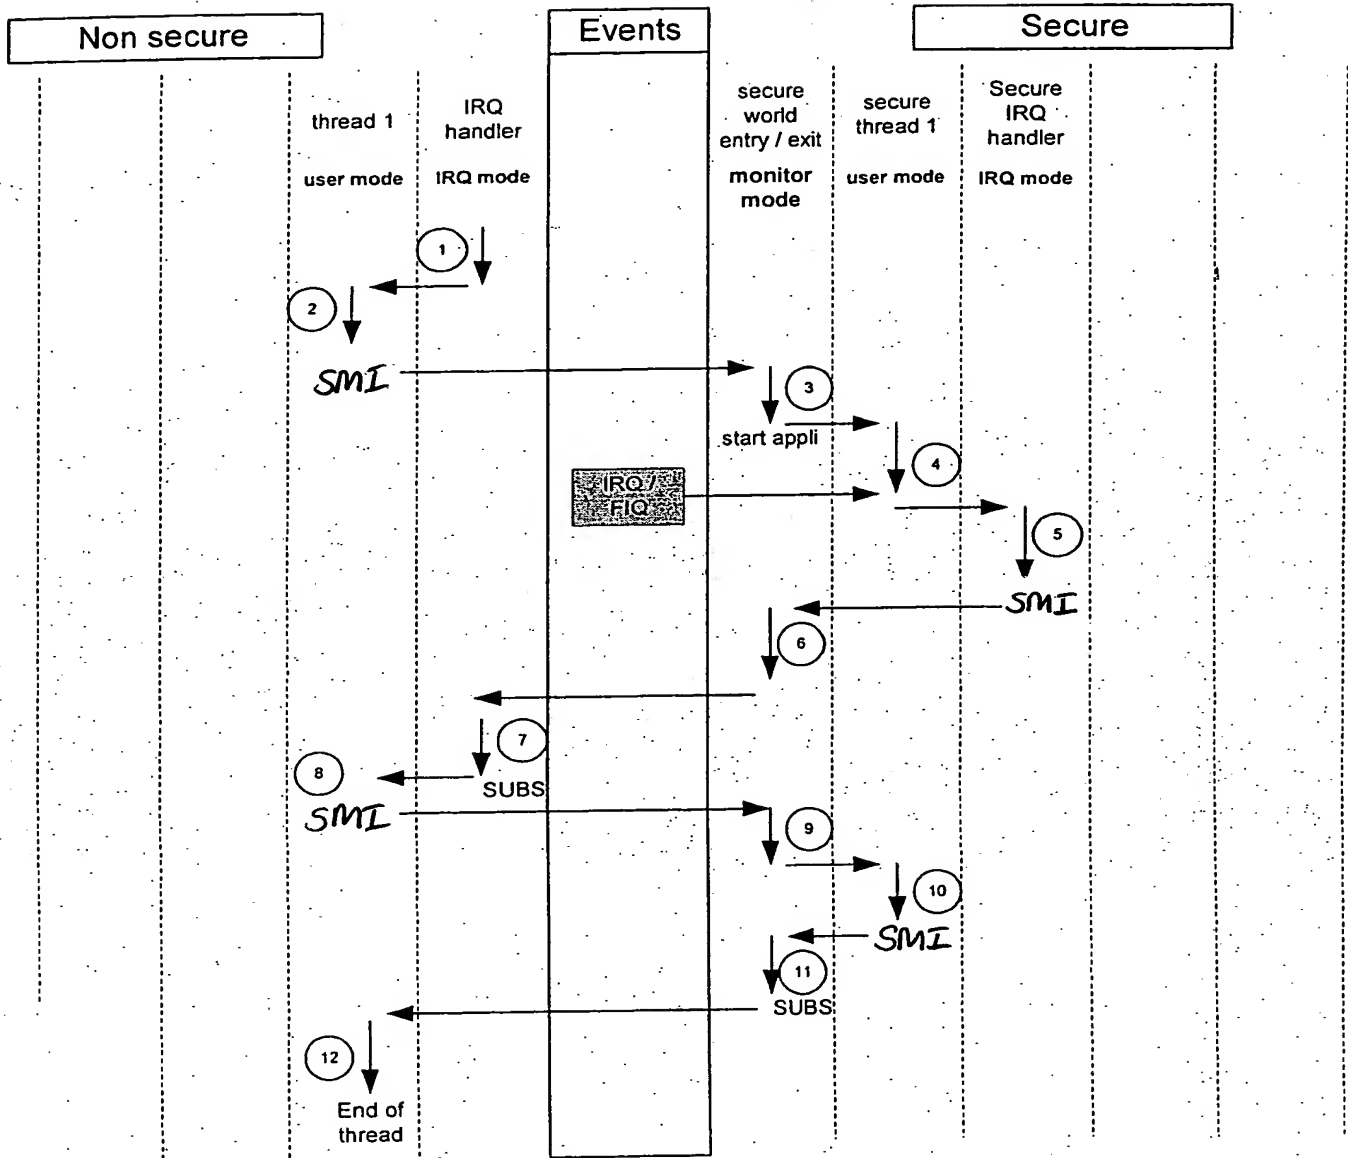 Non secure
Events
Secure
thread 1
user mode
IRQ
handler
IRQ mode
secure
world
entry / exit
monitor
mode
secure
thread 1
user mode
Secure
IRQ
handler
IRQ mode
1
2
SMI
3
start appli
4
IRQ /
FIQ
5
SMI
6
7
SUBS
8
SMI
9
10
SMI
11
SUBS
12
End of
thread